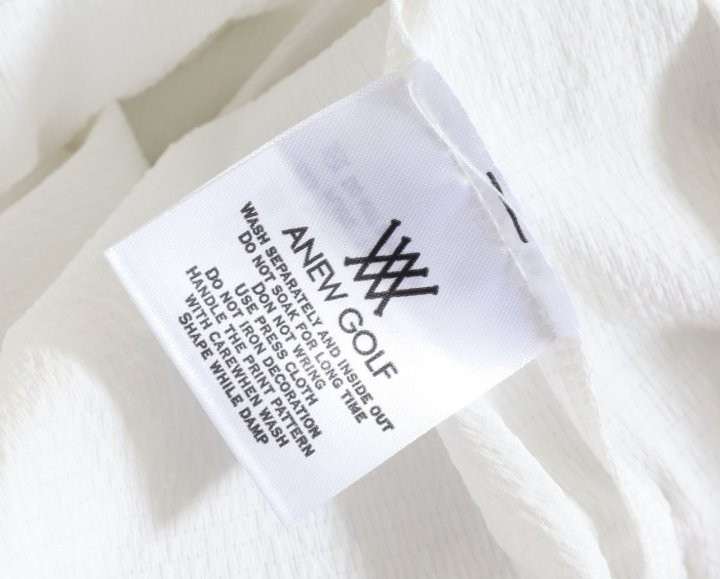 ANEW GOLF
WASH SEPARATELY AND INSIDE OUT
DO NOT SOAK FOR LONG TIME
DON NOT WRING
USE PRESS CLOTH
DO NOT IRON DECORATION
HANDLE THE PRINT PATTERN
WITH CAREWHEN WASH
SHAPE WHILE DAMP